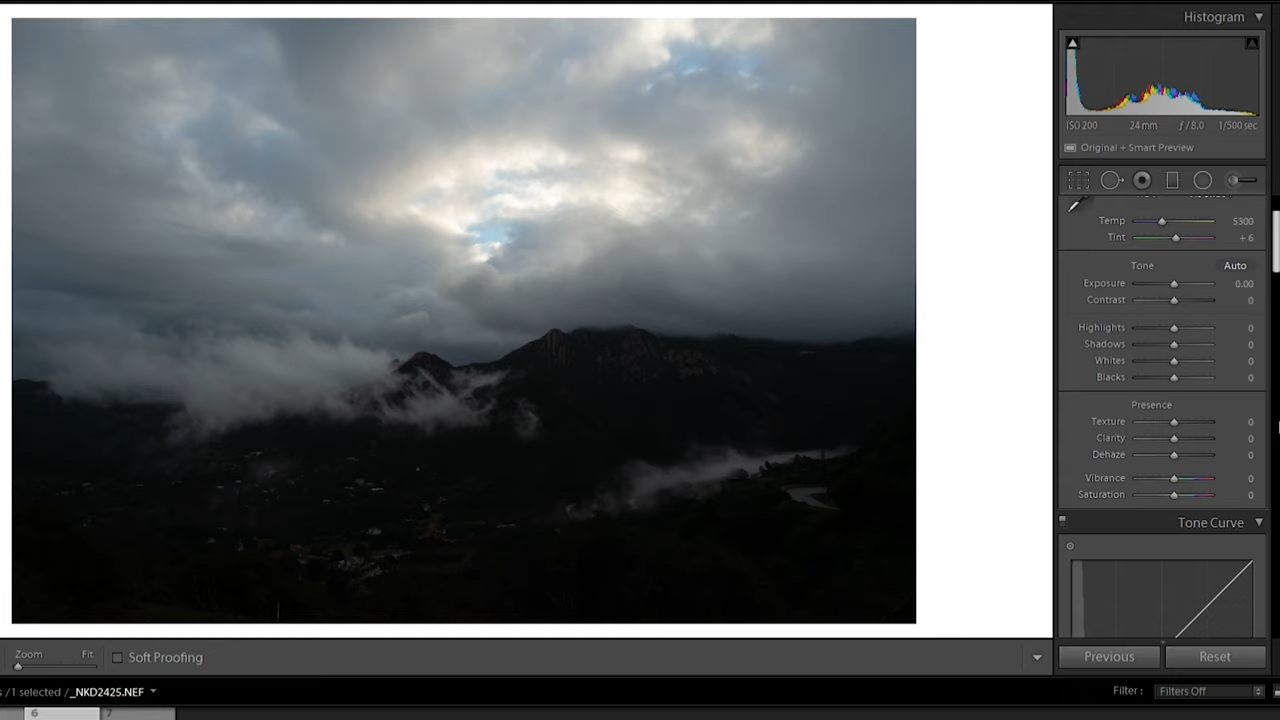 Histogram
ISO 200 24 mm ƒ / 8.0 1/500 sec
Original + Smart Preview
Temp 5300
Tint + 6
Tone Auto
Exposure 0.00
Contrast 0
Highlights 0
Shadows 0
Whites 0
Blacks 0
Presence
Texture 0
Clarity 0
Dehaze 0
Vibrance 0
Saturation 0
Tone Curve
Zoom Fit
Soft Proofing
Previous Reset
s /1 selected / _NKD2425.NEF
Filter : Filters Off
6 7